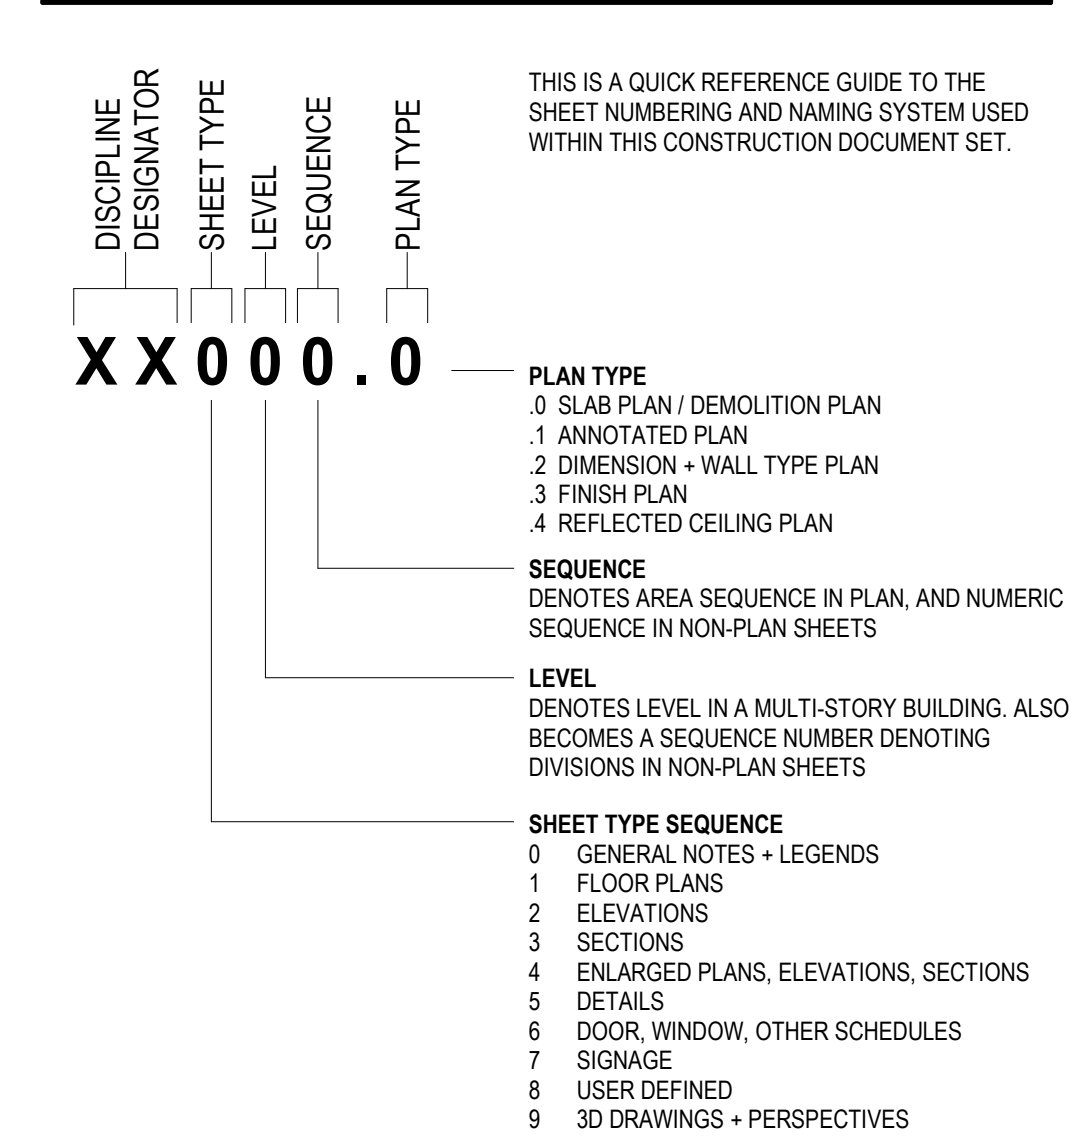 DISCIPLINE
DESIGNATOR
SHEET TYPE
LEVEL
SEQUENCE
PLAN TYPE
THIS IS A QUICK REFERENCE GUIDE TO THE
SHEET NUMBERING AND NAMING SYSTEM USED
WITHIN THIS CONSTRUCTION DOCUMENT SET.
X X 0 0 0 . 0
PLAN TYPE
.0 SLAB PLAN / DEMOLITION PLAN
.1 ANNOTATED PLAN
.2 DIMENSION + WALL TYPE PLAN
.3 FINISH PLAN
.4 REFLECTED CEILING PLAN
SEQUENCE
DENOTES AREA SEQUENCE IN PLAN, AND NUMERIC
SEQUENCE IN NON-PLAN SHEETS
LEVEL
DENOTES LEVEL IN A MULTI-STORY BUILDING. ALSO
BECOMES A SEQUENCE NUMBER DENOTING
DIVISIONS IN NON-PLAN SHEETS
SHEET TYPE SEQUENCE
0 GENERAL NOTES + LEGENDS
1 FLOOR PLANS
2 ELEVATIONS
3 SECTIONS
4 ENLARGED PLANS, ELEVATIONS, SECTIONS
5 DETAILS
6 DOOR, WINDOW, OTHER SCHEDULES
7 SIGNAGE
8 USER DEFINED
9 3D DRAWINGS + PERSPECTIVES